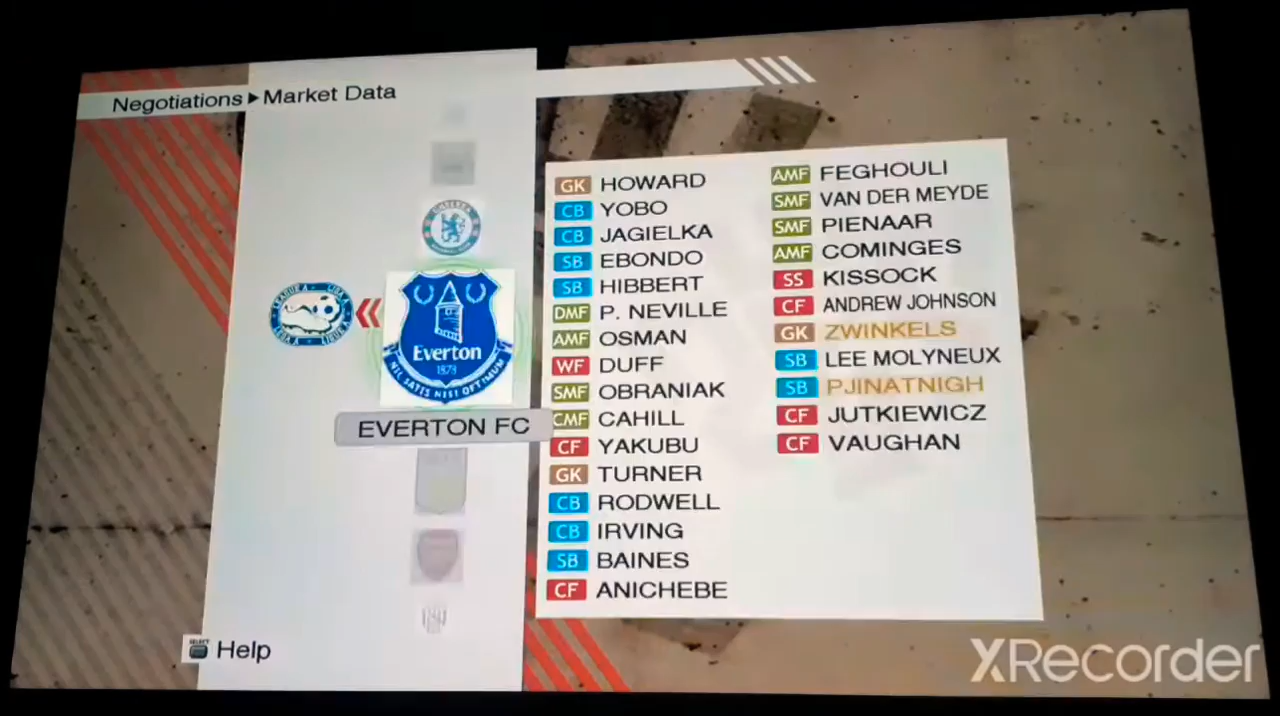 Negotiations ▶ Market Data
CHELSEA
Everton
1878
NIL SATIS NISI OPTIMUM
EVERTON FC
GK HOWARD
CB YOBO
CB JAGIELKA
SB EBONDO
SB HIBBERT
DMF P. NEVILLE
AMF OSMAN
WF DUFF
SMF OBRANIAK
CMF CAHILL
CF YAKUBU
GK TURNER
CB RODWELL
CB IRVING
SB BAINES
CF ANICHEBE
AMF FEGHOULI
SMF VAN DER MEYDE
SMF PIENAAR
AMF COMINGES
SS KISSOCK
CF ANDREW JOHNSON
GK ZWINKELS
SB LEE MOLYNEUX
SB PJINATNIGH
CF JUTKIEWICZ
CF VAUGHAN
SELECT Help
XRecorder